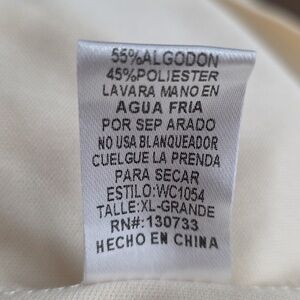 55%ALGODON
45%POLIESTER
LAVARA MANO EN
AGUA FRIA
POR SEP ARADO
NO USA BLANQUEADOR
CUELGUE LA PRENDA
PARA SECAR
ESTILO:WC1054
TALLE:XL-GRANDE
RN#:130733
HECHO EN CHINA